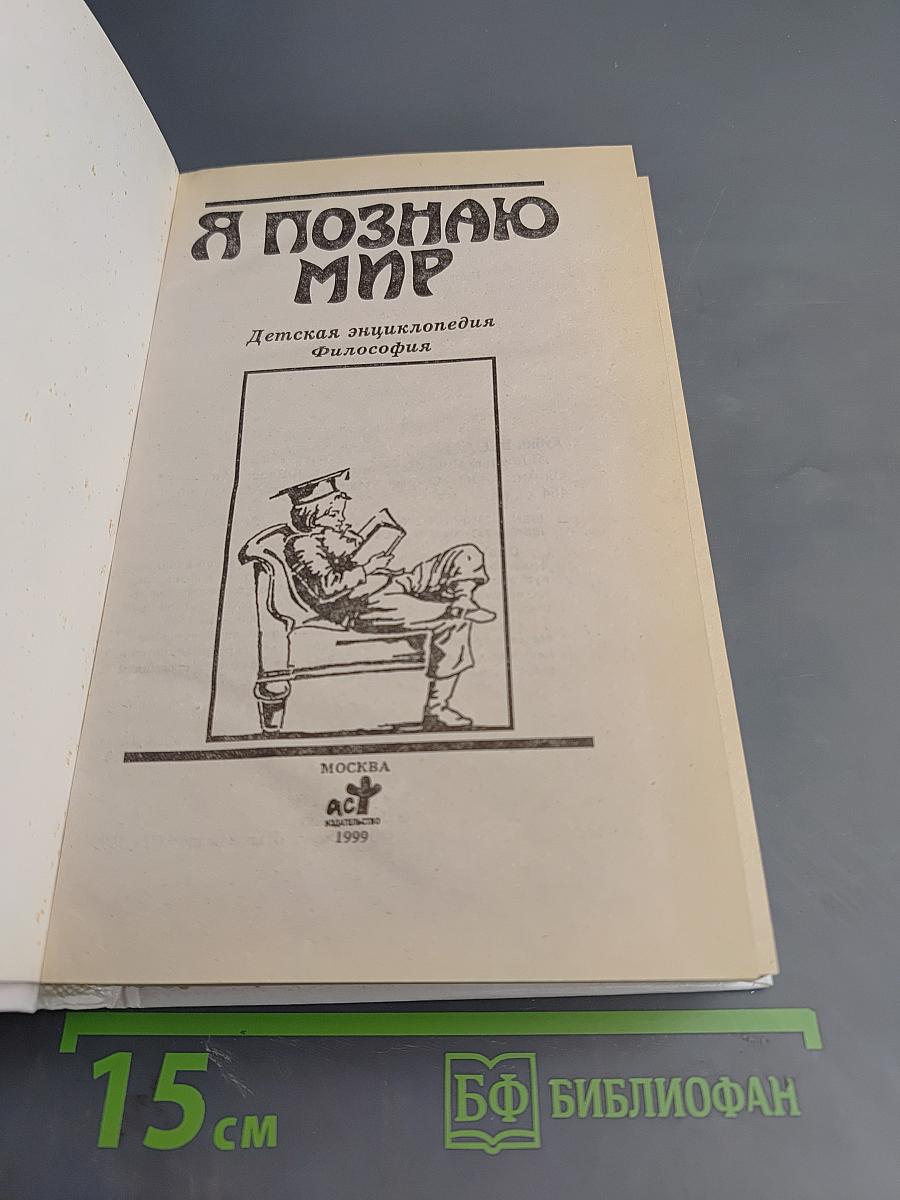 Я ПОЗНАЮ
МИР
Детская энциклопедия
Философия
МОСКВА
аст
ИЗДАТЕЛЬСТВО
1999
15 см
БФ БИБЛИОФАН